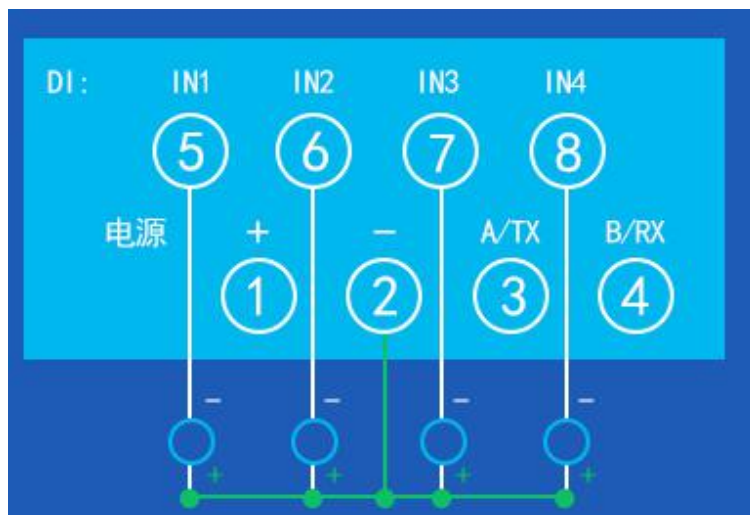 DI: IN1 IN2 IN3 IN4
5 6 7 8
电源 + - A/TX B/RX
1 2 3 4
- - - -
+ + + +